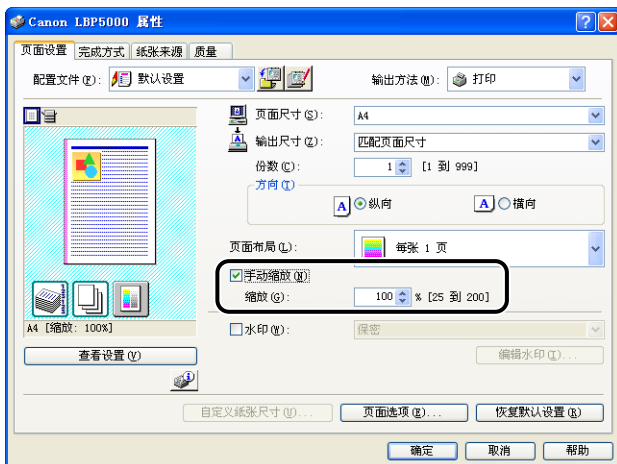 Canon LBP5000 属性
页面设置 完成方式 纸张来源 质量
配置文件(F): 默认设置 输出方法(M): 打印
页面尺寸(S): A4
输出尺寸(Z): 匹配页面尺寸
份数(C): 1 [1 到 999]
方向(T)
A 纵向 A 横向
页面布局(L): 每张 1 页
手动缩放(N)
缩放(G): 100 % [25 到 200]
A4 [缩放: 100%]
水印(W): 保密
查看设置(V) 编辑水印(I)...
自定义纸张尺寸(U)... 页面选项(E)... 恢复默认设置(R)
确定 取消 帮助